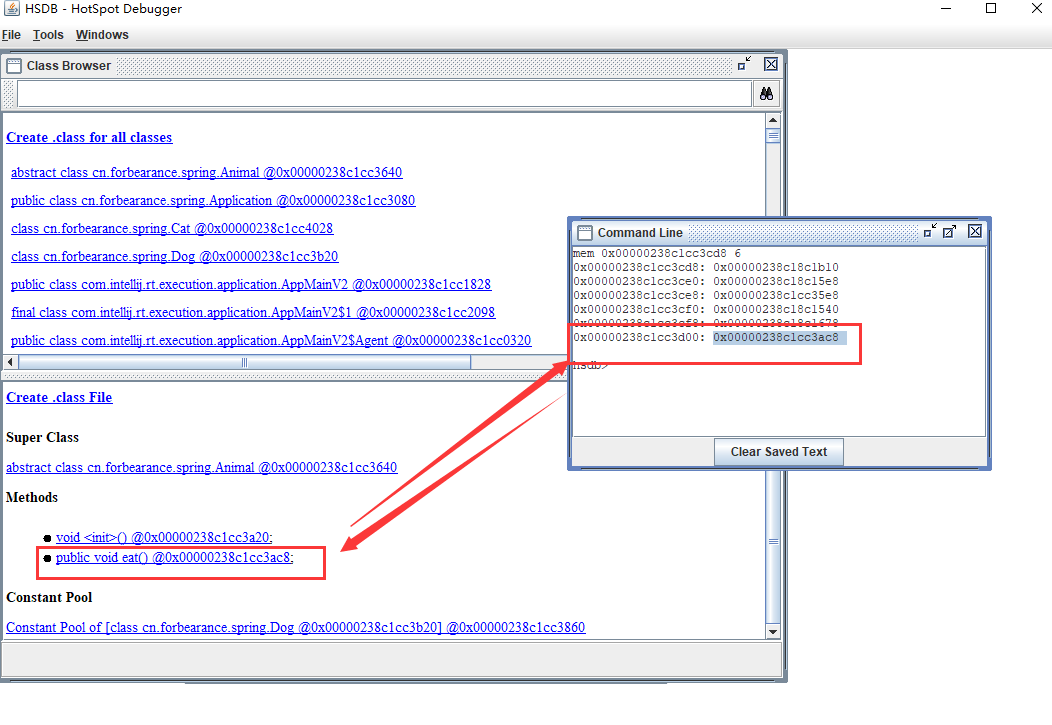 HSDB - HotSpot Debugger
File Tools Windows
Class Browser
Create .class for all classes
abstract class cn.forbearance.spring.Animal @0x00000238c1cc3640
public class cn.forbearance.spring.Application @0x00000238c1cc3080
class cn.forbearance.spring.Cat @0x00000238c1cc4028
class cn.forbearance.spring.Dog @0x00000238c1cc3b20
public class com.intellij.rt.execution.application.AppMainV2 @0x00000238c1cc1828
final class com.intellij.rt.execution.application.AppMainV2$1 @0x00000238c1cc2098
public class com.intellij.rt.execution.application.AppMainV2$Agent @0x00000238c1cc0320
Create .class File
Super Class
abstract class cn.forbearance.spring.Animal @0x00000238c1cc3640
Methods
void <init>() @0x00000238c1cc3a20;
public void eat() @0x00000238c1cc3ac8;
Constant Pool
Constant Pool of [class cn.forbearance.spring.Dog @0x00000238c1cc3b20] @0x00000238c1cc3860
Command Line
mem 0x00000238c1cc3cd8 6
0x00000238c1cc3cd8: 0x00000238c18c1b10
0x00000238c1cc3ce0: 0x00000238c18c15e8
0x00000238c1cc3ce8: 0x00000238c1cc35e8
0x00000238c1cc3cf0: 0x00000238c18c1540
0x00000238c1cc3cf8: 0x00000238c18c1678
0x00000238c1cc3d00: 0x00000238c1cc3ac8
hsdb>
Clear Saved Text